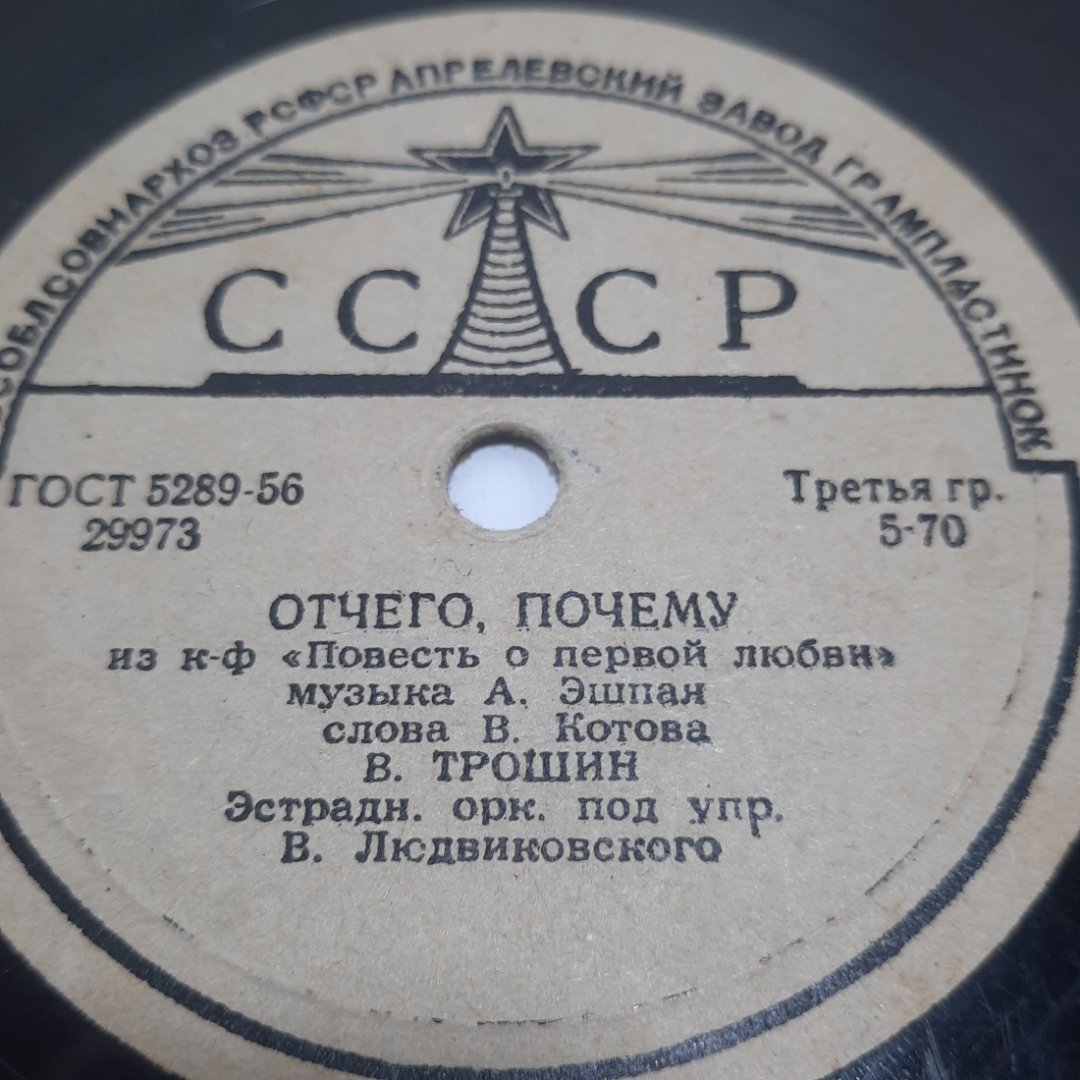 СОБЛСОВНАРХОЗ РСФСР АПРЕЛЕВСКИЙ ЗАВОД ГРАМПЛАСТИНОК
СССР
ГОСТ 5289-56
29973
Третья гр.
5-70
ОТЧЕГО, ПОЧЕМУ
из к-ф «Повесть о первой любви»
музыка А. Эшпая
слова В. Котова
В. ТРОШИН
Эстрадн. орк. под упр.
В. Людвиковского